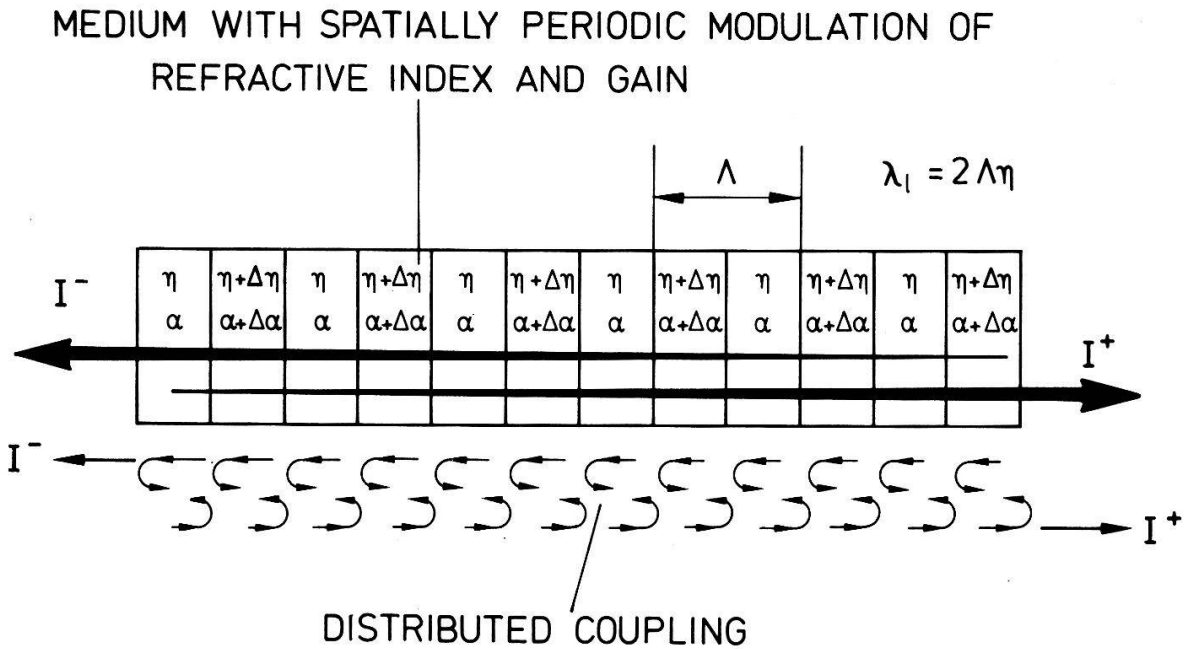 MEDIUM WITH SPATIALLY PERIODIC MODULATION OF
REFRACTIVE INDEX AND GAIN
Λ
λ₁ = 2Λη
I⁻
η η+Δη η η+Δη η η+Δη η η+Δη η η+Δη η η+Δη
α α+Δα α α+Δα α α+Δα α α+Δα α α+Δα α α+Δα
I⁺
I⁻
I⁺
DISTRIBUTED COUPLING